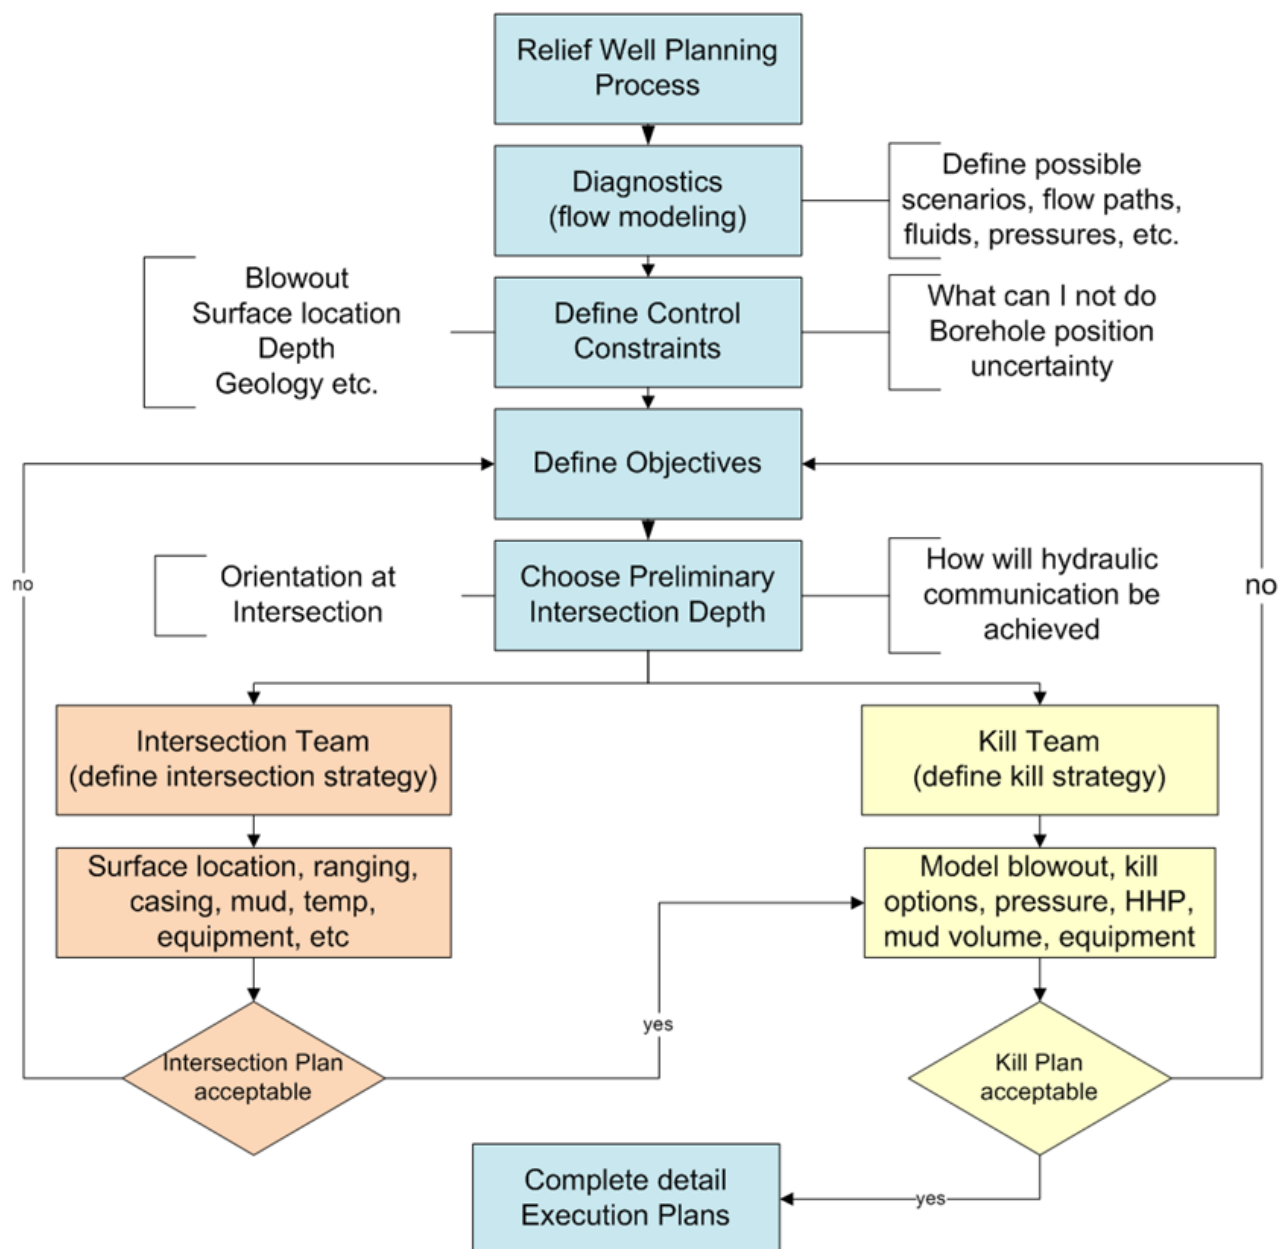 Relief Well Planning
Process
Diagnostics
(flow modeling)
Define possible
scenarios, flow paths,
fluids, pressures, etc.
Blowout
Surface location
Depth
Geology etc.
Define Control
Constraints
What can I not do
Borehole position
uncertainty
Define Objectives
no
Orientation at
Intersection
Choose Preliminary
Intersection Depth
How will hydraulic
communication be
achieved
no
Intersection Team
(define intersection strategy)
Kill Team
(define kill strategy)
Surface location, ranging,
casing, mud, temp,
equipment, etc
Model blowout, kill
options, pressure, HHP,
mud volume, equipment
yes
Intersection Plan
acceptable
Kill Plan
acceptable
Complete detail
Execution Plans
yes